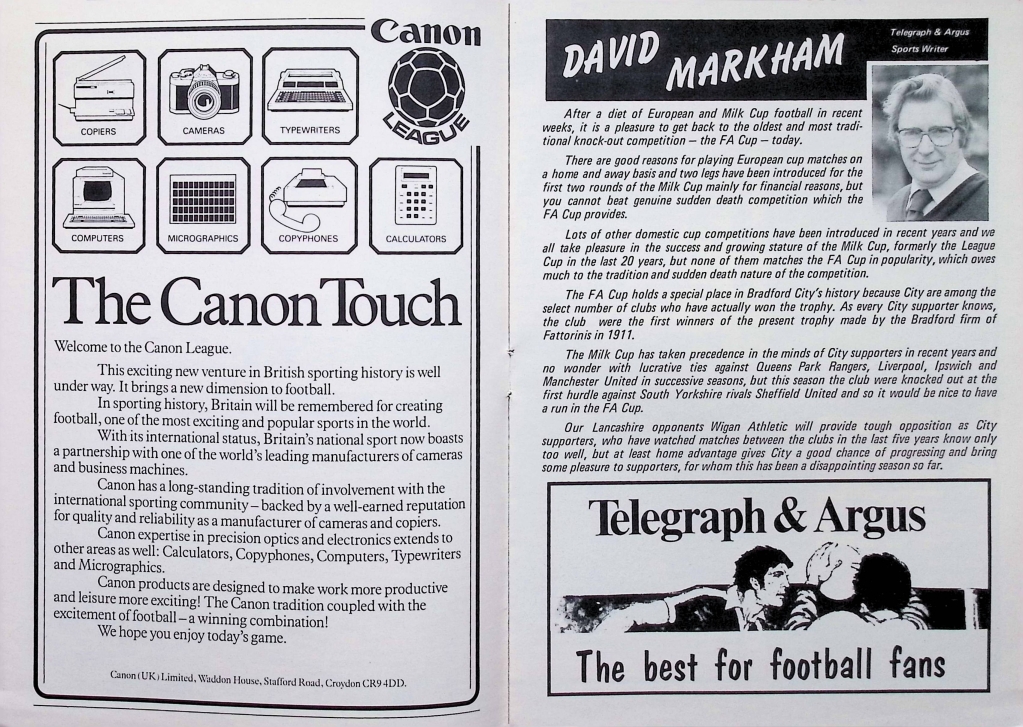 Canon
LEAGUE
COPIERS
CAMERAS
TYPEWRITERS
COMPUTERS
MICROGRAPHICS
COPYPHONES
CALCULATORS
The Canon Touch
Welcome to the Canon League.
This exciting new venture in British sporting history is well
under way. It brings a new dimension to football.
In sporting history, Britain will be remembered for creating
football, one of the most exciting and popular sports in the world.
With its international status, Britain's national sport now boasts
a partnership with one of the world's leading manufacturers of cameras
and business machines.
Canon has a long-standing tradition of involvement with the
international sporting community – backed by a well-earned reputation
for quality and reliability as a manufacturer of cameras and copiers.
Canon expertise in precision optics and electronics extends to
other areas as well: Calculators, Copyphones, Computers, Typewriters
and Micrographics.
Canon products are designed to make work more productive
and leisure more exciting! The Canon tradition coupled with the
excitement of football – a winning combination!
We hope you enjoy today's game.
Canon (UK) Limited, Waddon House, Stafford Road, Croydon CR9 4DD.
DAVID MARKHAM
Telegraph & Argus
Sports Writer
After a diet of European and Milk Cup football in recent
weeks, it is a pleasure to get back to the oldest and most tradi-
tional knock-out competition – the FA Cup – today.
There are good reasons for playing European cup matches on
a home and away basis and two legs have been introduced for the
first two rounds of the Milk Cup mainly for financial reasons, but
you cannot beat genuine sudden death competition which the
FA Cup provides.
Lots of other domestic cup competitions have been introduced in recent years and we
all take pleasure in the success and growing stature of the Milk Cup, formerly the League
Cup in the last 20 years, but none of them matches the FA Cup in popularity, which owes
much to the tradition and sudden death nature of the competition.
The FA Cup holds a special place in Bradford City's history because City are among the
select number of clubs who have actually won the trophy. As every City supporter knows,
the club were the first winners of the present trophy made by the Bradford firm of
Fattorinis in 1911.
The Milk Cup has taken precedence in the minds of City supporters in recent years and
no wonder with lucrative ties against Queens Park Rangers, Liverpool, Ipswich and
Manchester United in successive seasons, but this season the club were knocked out at the
first hurdle against South Yorkshire rivals Sheffield United and so it would be nice to have
a run in the FA Cup.
Our Lancashire opponents Wigan Athletic will provide tough opposition as City
supporters, who have watched matches between the clubs in the last five years know only
too well, but at least home advantage gives City a good chance of progressing and bring
some pleasure to supporters, for whom this has been a disappointing season so far.
Telegraph & Argus
The best for football fans